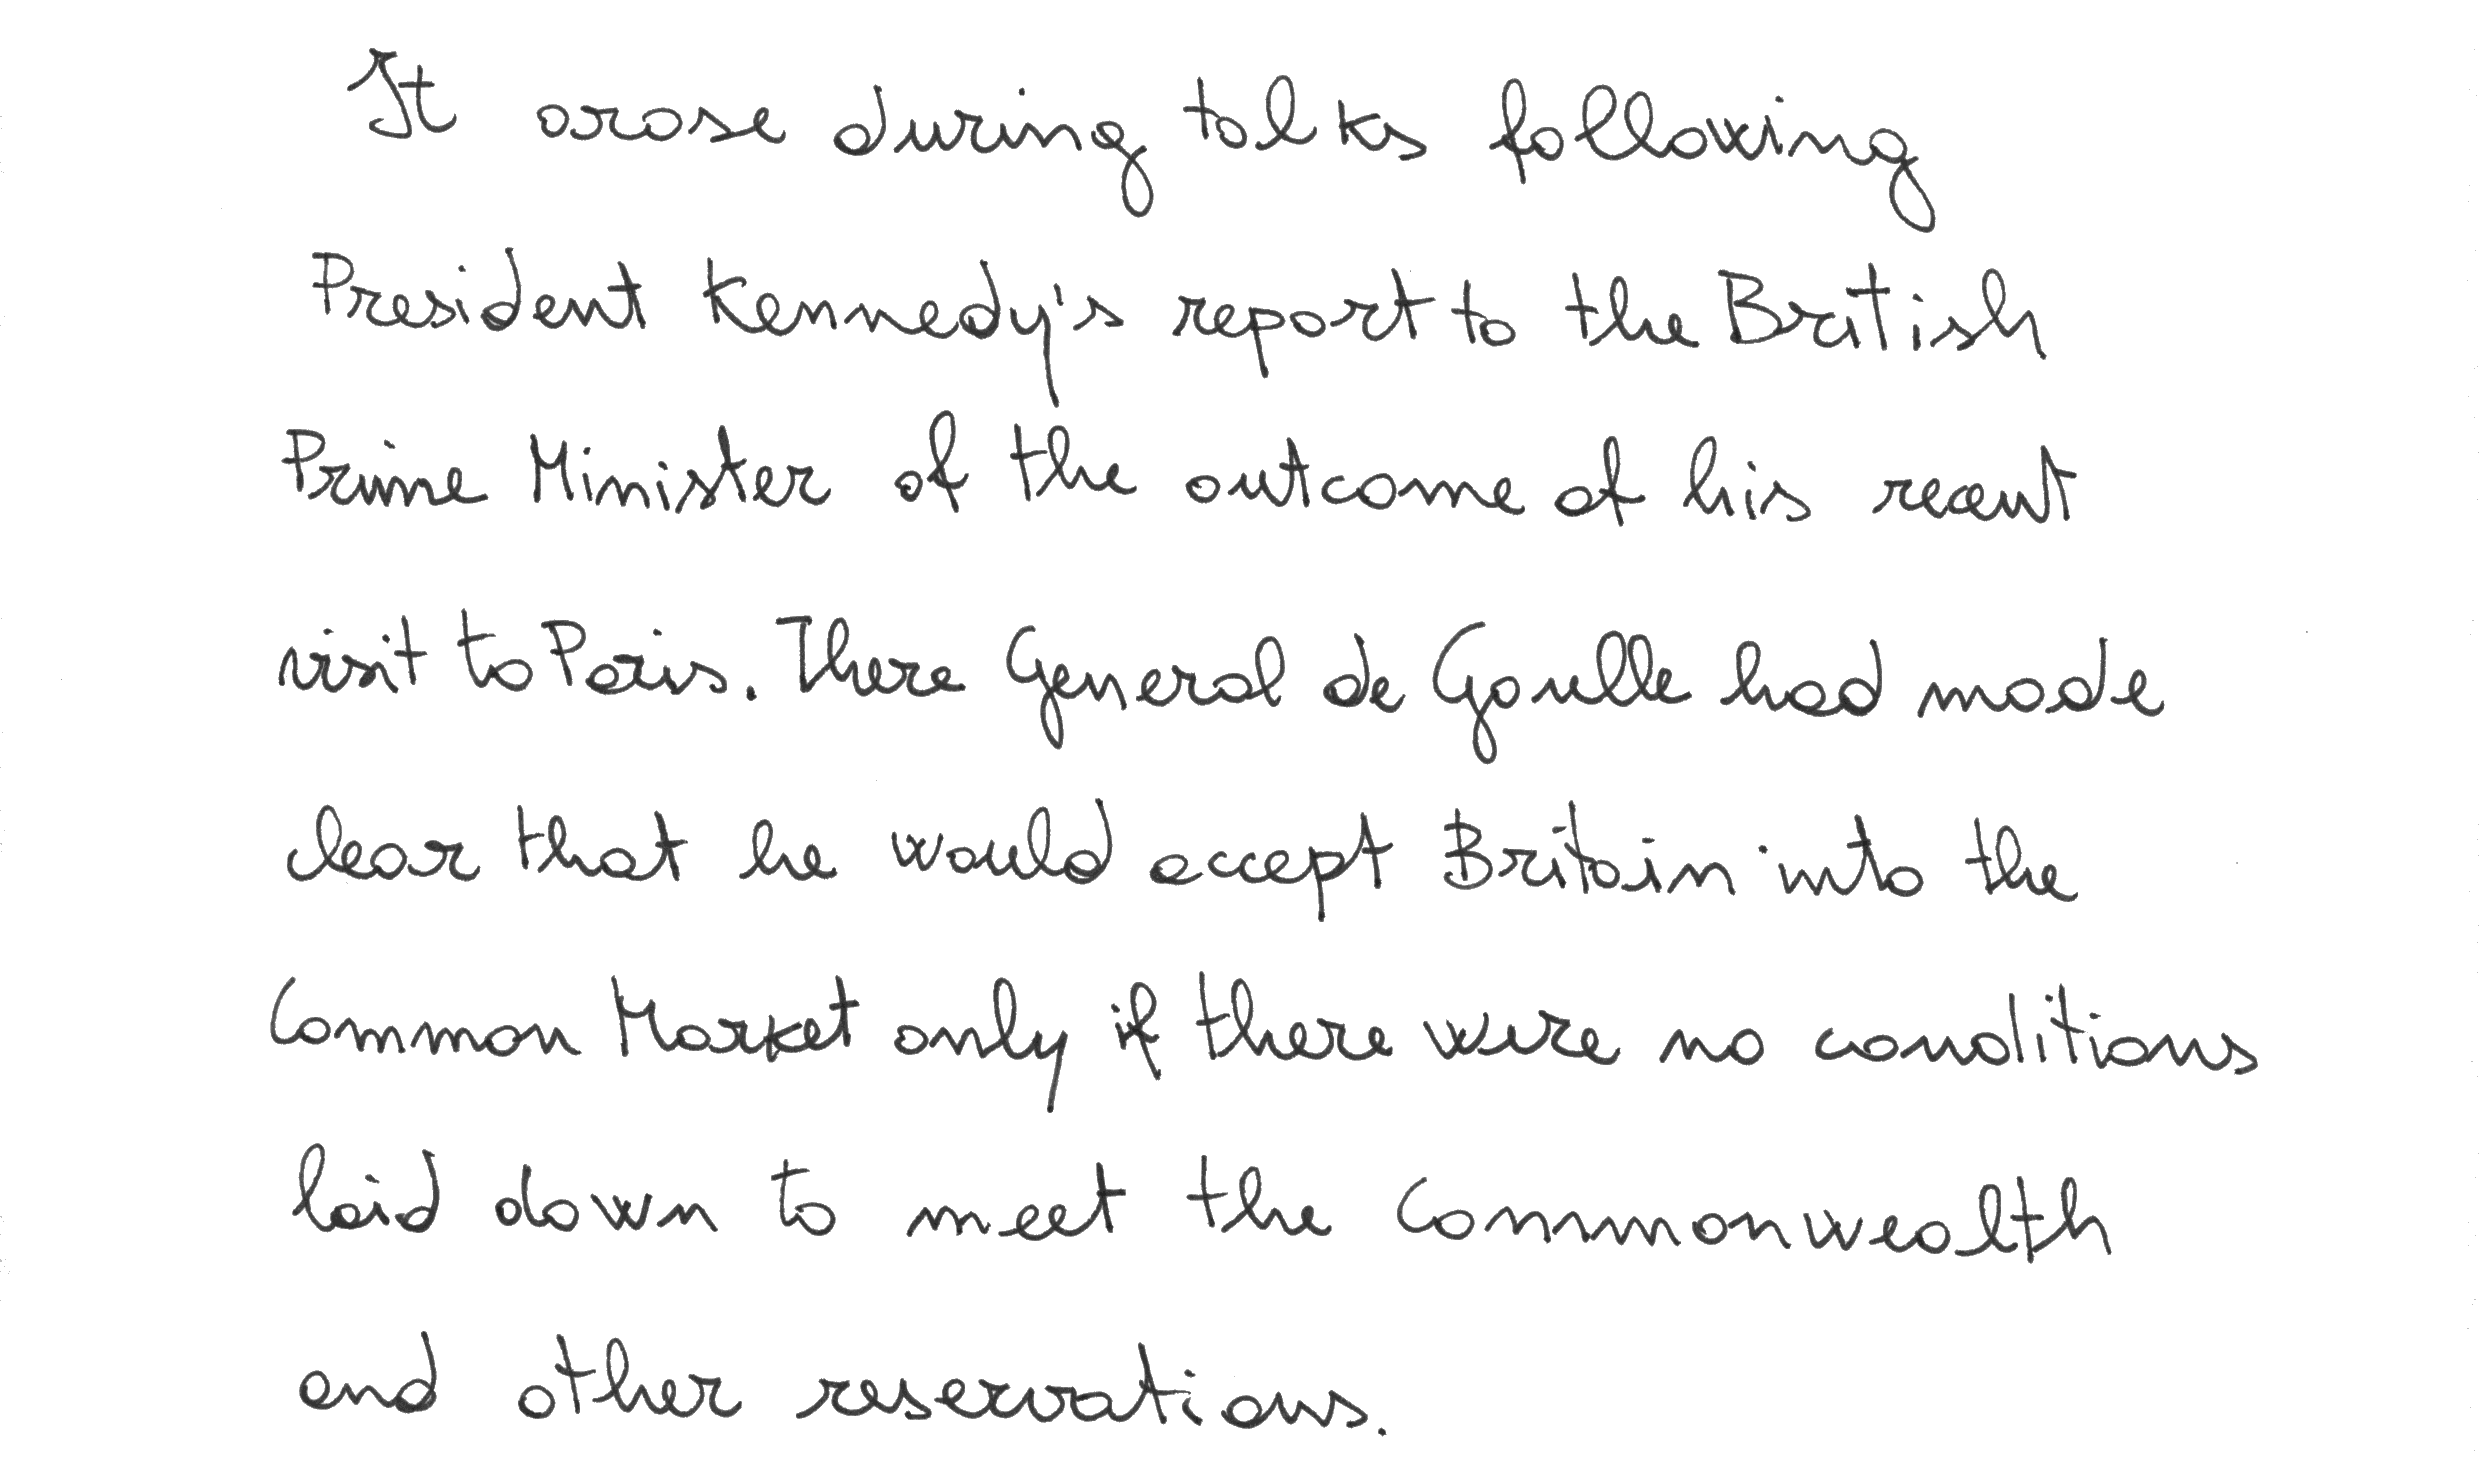 It arose during talks following
President Kennedy's report to the British
Prime Minister of the outcome of his recent
visit to Paris. There General de Gaulle had made
clear that he would accept Britain into the
Common Market only if there were no conditions
laid down to meet the Commonwealth
and other reservations.